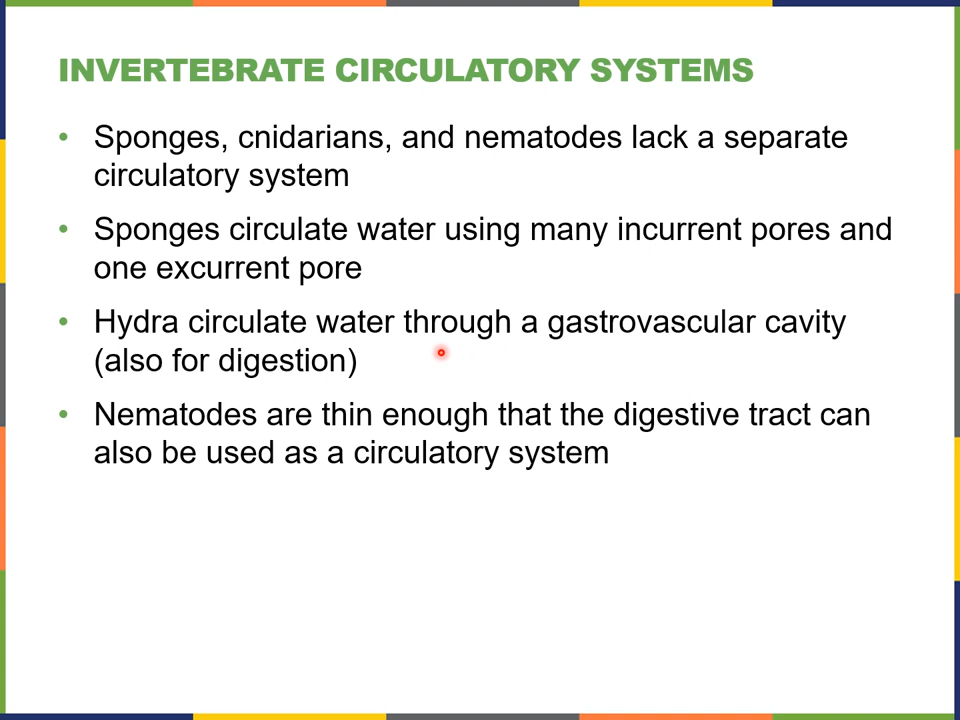 INVERTEBRATE CIRCULATORY SYSTEMS
• Sponges, cnidarians, and nematodes lack a separate
circulatory system
• Sponges circulate water using many incurrent pores and
one excurrent pore
• Hydra circulate water through a gastrovascular cavity
(also for digestion)
• Nematodes are thin enough that the digestive tract can
also be used as a circulatory system